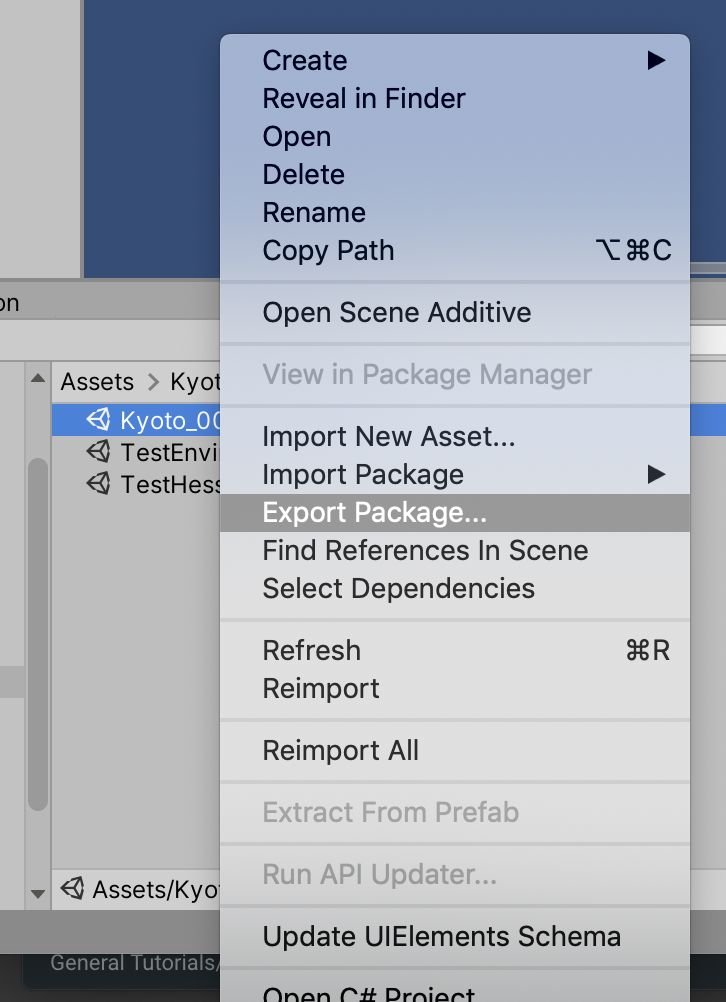 Create ▶
Reveal in Finder
Open
Delete
Rename
Copy Path ⌥⌘C
on
Open Scene Additive
View in Package Manager
Assets > Kyot
Kyoto_00
Import New Asset...
TestEnvi
Import Package ▶
TestHess
Export Package...
Find References In Scene
Select Dependencies
Refresh ⌘R
Reimport
Reimport All
Extract From Prefab
Run API Updater...
Assets/Kyot
Update UIElements Schema
General Tutorials/
Open C# Project